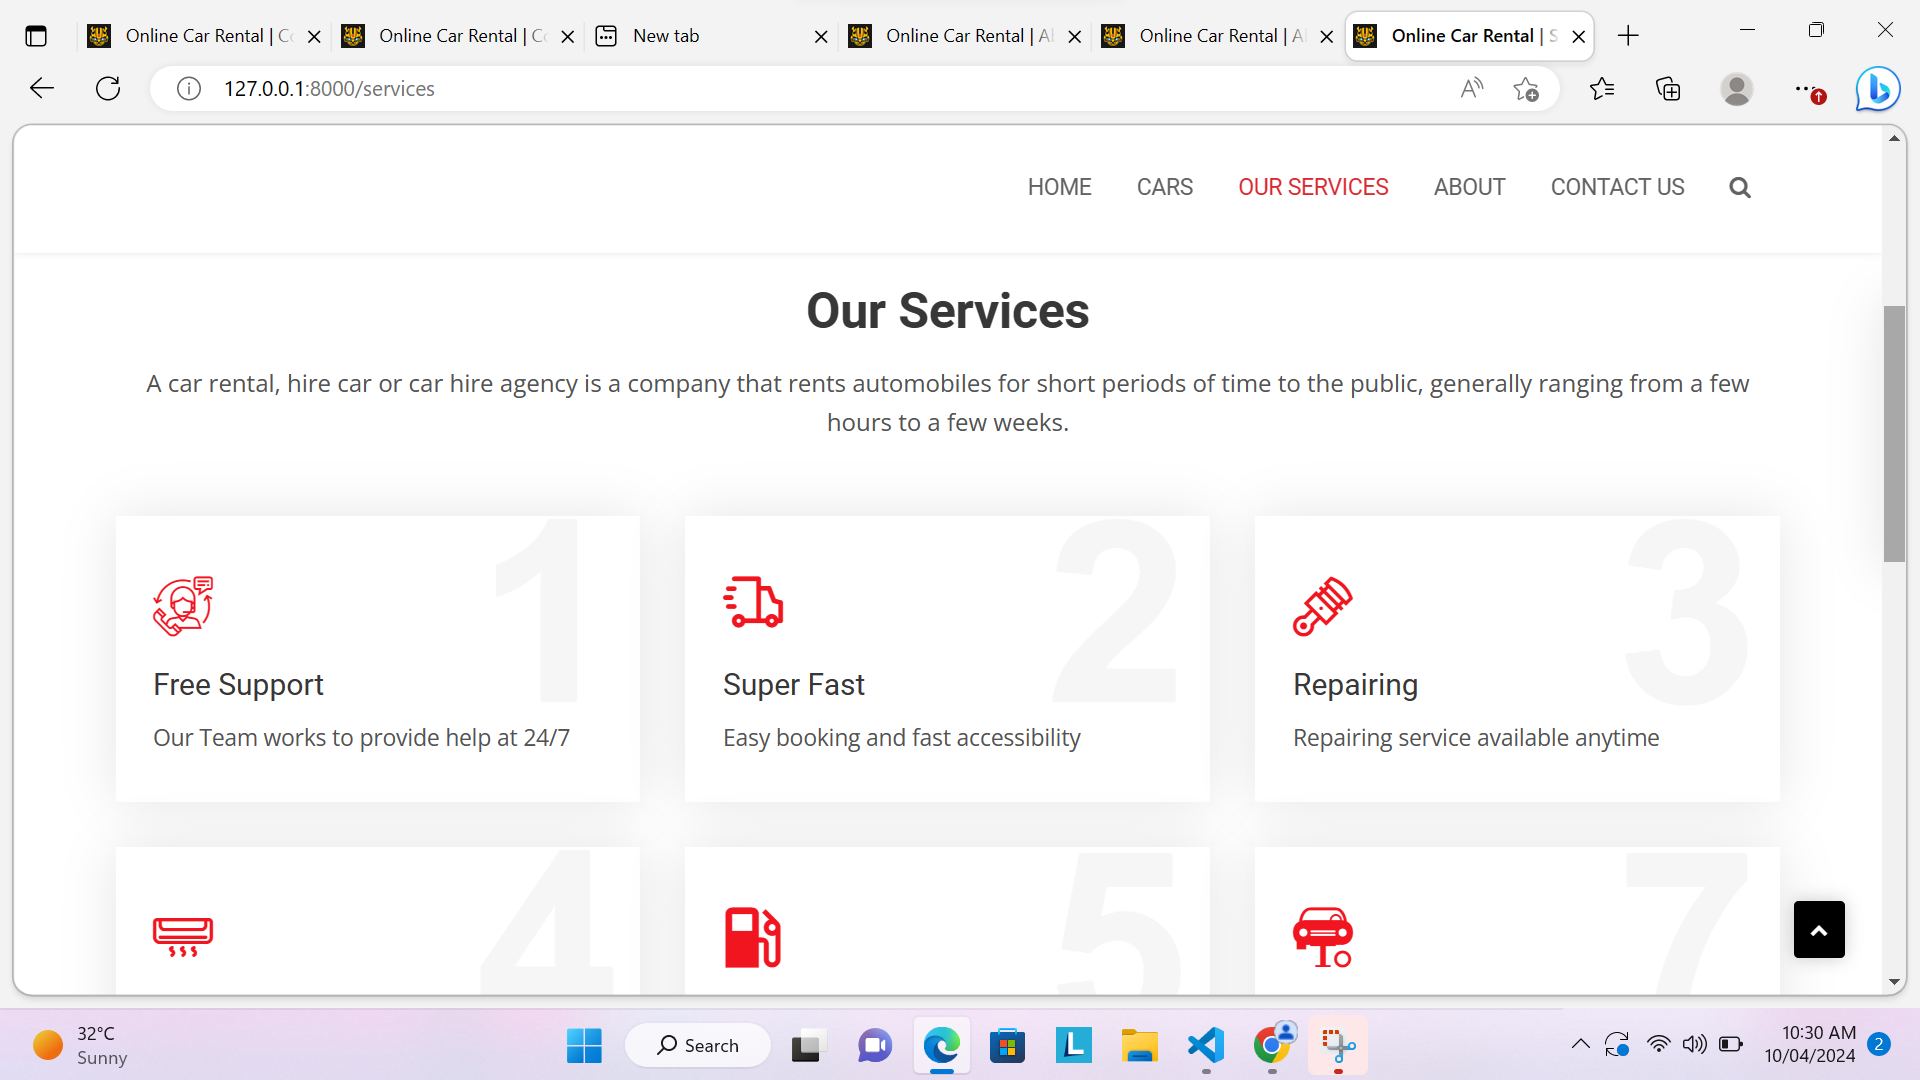 Online Car Rental | Co
Online Car Rental | Co
New tab
Online Car Rental | Al
Online Car Rental | Al
Online Car Rental | S
127.0.0.1:8000/services
HOME
CARS
OUR SERVICES
ABOUT
CONTACT US
Our Services
A car rental, hire car or car hire agency is a company that rents automobiles for short periods of time to the public, generally ranging from a few
hours to a few weeks.
1
Free Support
Our Team works to provide help at 24/7
2
Super Fast
Easy booking and fast accessibility
3
Repairing
Repairing service available anytime
4
5
7
32°C
Sunny
Search
10:30 AM
10/04/2024
2